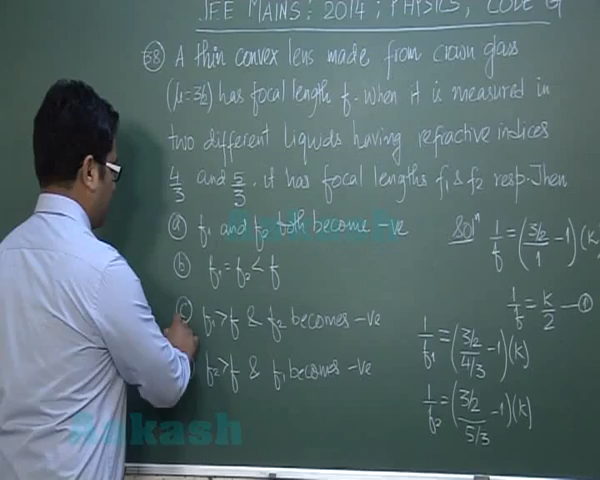 JEE MAINS: 2014; PHYSICS, CODE G
38 A thin convex lens made from crown glass
(μ=3/2) has focal length f. When it is measured in
two different liquids having refractive indices
4/3 and 5/3, it has focal lengths f₁ & f₂ resp. Then
(a) f₁ and f₂ both become -ve
(b) f₁ = f₂ < f
(c) f₁ > f & f₂ becomes -ve
f₂ > f & f₁ becomes -ve
Solⁿ 1/f = ((3/2)/1 - 1)(K)
1/f = K/2 — ①
1/f₁ = ((3/2)/(4/3) - 1)(K)
1/f₂ = ((3/2)/(5/3) - 1)(K)
Aakash
Aakash